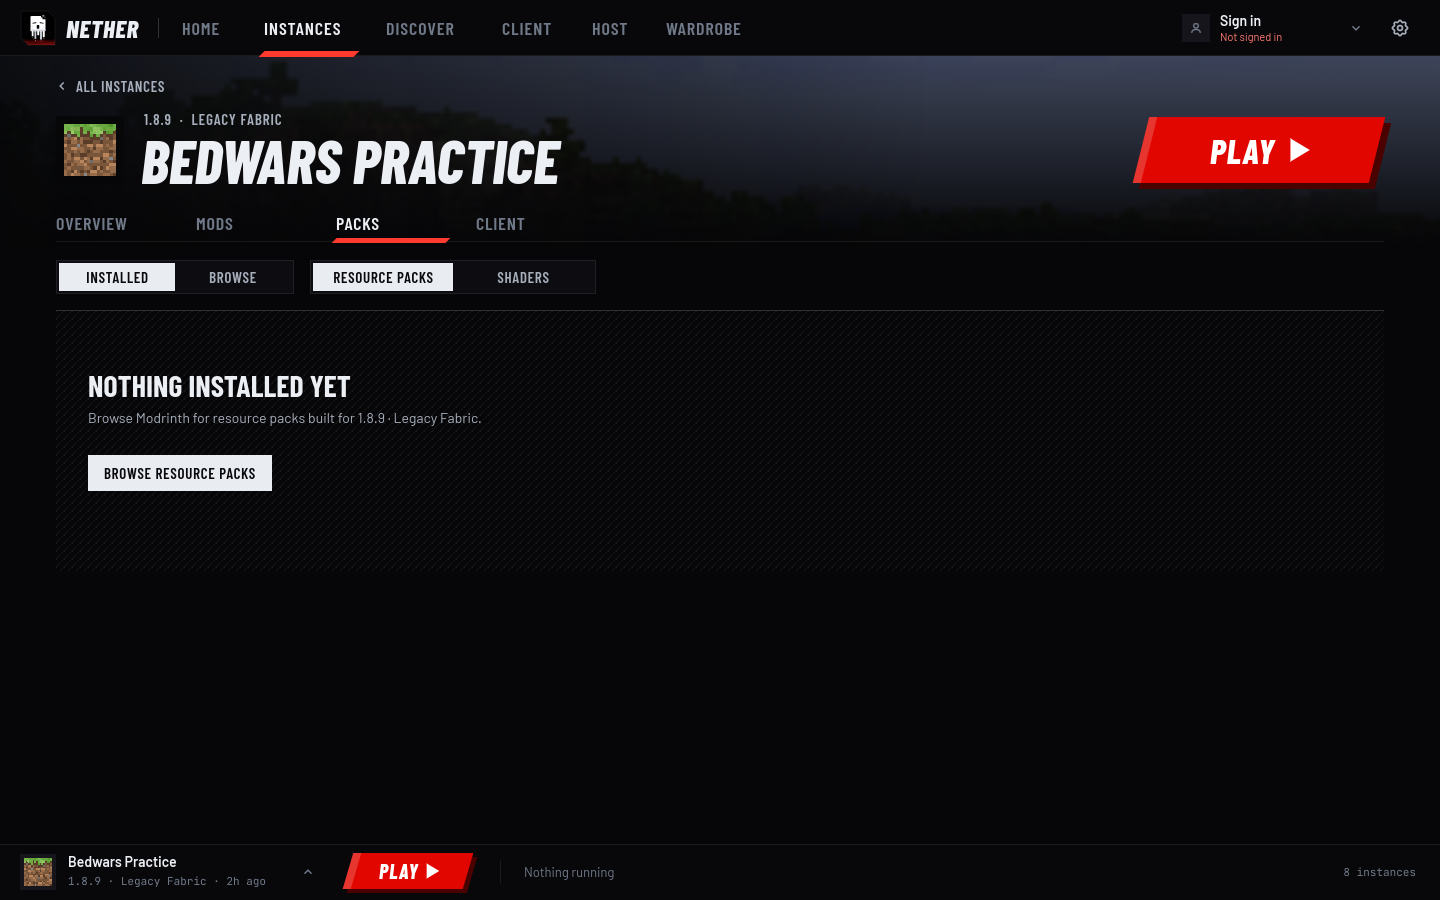 NETHER
HOME
INSTANCES
DISCOVER
CLIENT
HOST
WARDROBE
Sign in
Not signed in
ALL INSTANCES
1.8.9 · LEGACY FABRIC
BEDWARS PRACTICE
PLAY
OVERVIEW
MODS
PACKS
CLIENT
INSTALLED
BROWSE
RESOURCE PACKS
SHADERS
NOTHING INSTALLED YET
Browse Modrinth for resource packs built for 1.8.9 · Legacy Fabric.
BROWSE RESOURCE PACKS
Bedwars Practice
1.8.9 · Legacy Fabric · 2h ago
PLAY
Nothing running
8 instances